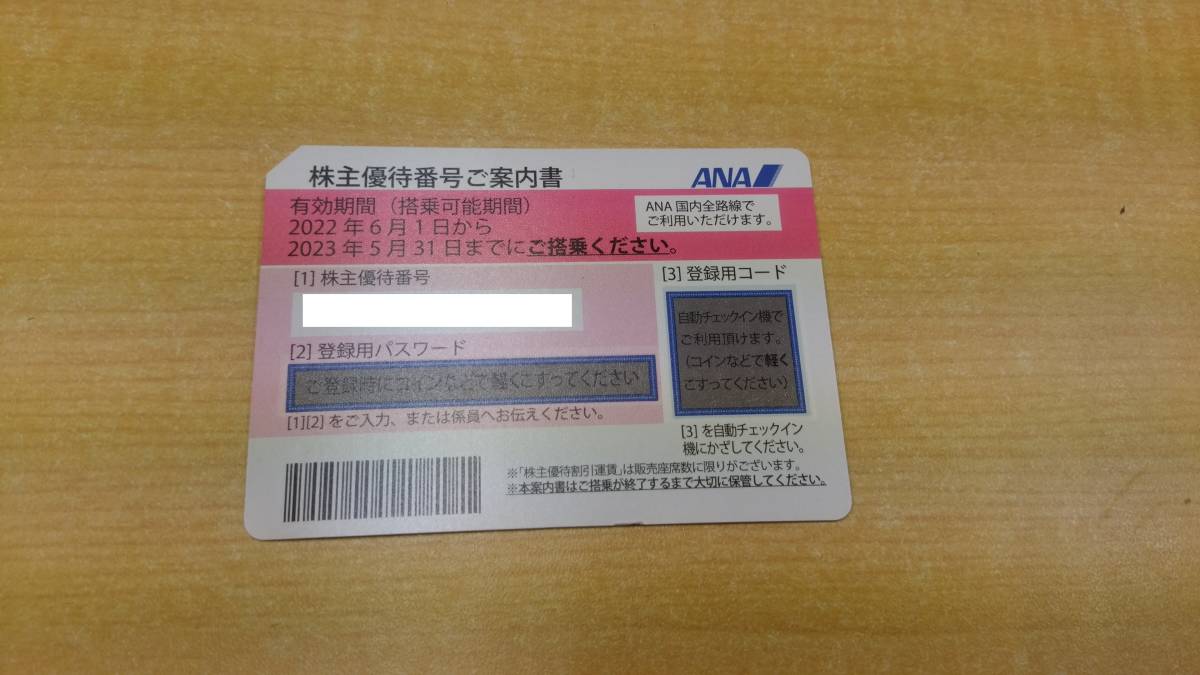 株主優待番号ご案内書
ANA
有効期間（搭乗可能期間）
2022 年 6 月 1 日から
2023 年 5 月 31 日までにご搭乗ください。
ANA 国内全路線で
ご利用いただけます。
[1] 株主優待番号
[2] 登録用パスワード
ご登録時にコインなどで軽くこすってください
[1][2] をご入力、または係員へお伝えください。
[3] 登録用コード
自動チェックイン機で
ご利用頂けます。
（コインなどで軽く
こすってください）
[3] を自動チェックイン
機にかざしてください。
※「株主優待割引運賃」は販売座席数に限りがございます。
※本案内書はご搭乗が終了するまで大切に保管してください。